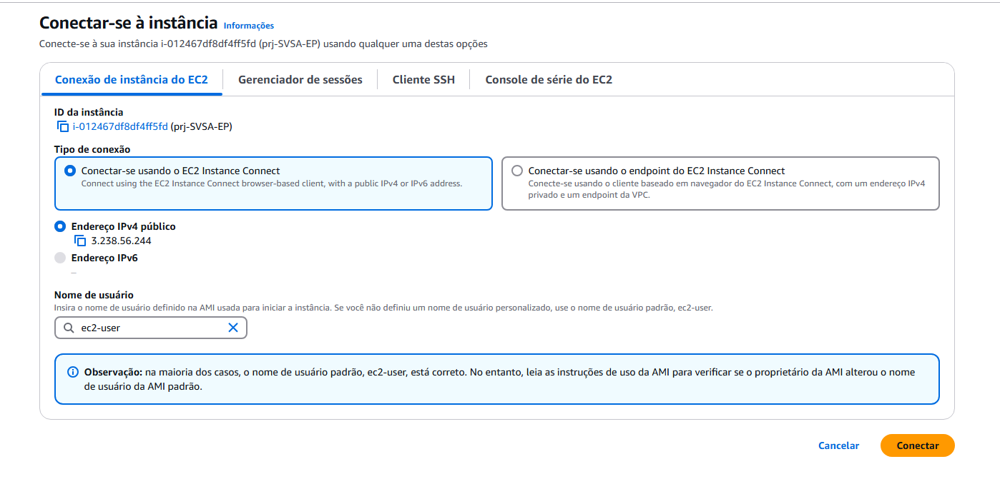 Conectar-se à instância Informações
Conecte-se à sua instância i-012467df8df4ff5fd (prj-SVSA-EP) usando qualquer uma destas opções
Conexão de instância do EC2 Gerenciador de sessões Cliente SSH Console de série do EC2
ID da instância
i-012467df8df4ff5fd (prj-SVSA-EP)
Tipo de conexão
Conectar-se usando o EC2 Instance Connect
Connect using the EC2 Instance Connect browser-based client, with a public IPv4 or IPv6 address.
Conectar-se usando o endpoint do EC2 Instance Connect
Conecte-se usando o cliente baseado em navegador do EC2 Instance Connect, com um endereço IPv4
privado e um endpoint da VPC.
Endereço IPv4 público
3.238.56.244
Endereço IPv6
–
Nome de usuário
Insira o nome de usuário definido na AMI usada para iniciar a instância. Se você não definiu um nome de usuário personalizado, use o nome de usuário padrão, ec2-user.
ec2-user
Observação: na maioria dos casos, o nome de usuário padrão, ec2-user, está correto. No entanto, leia as instruções de uso da AMI para verificar se o proprietário da AMI alterou o nome
de usuário da AMI padrão.
Cancelar Conectar